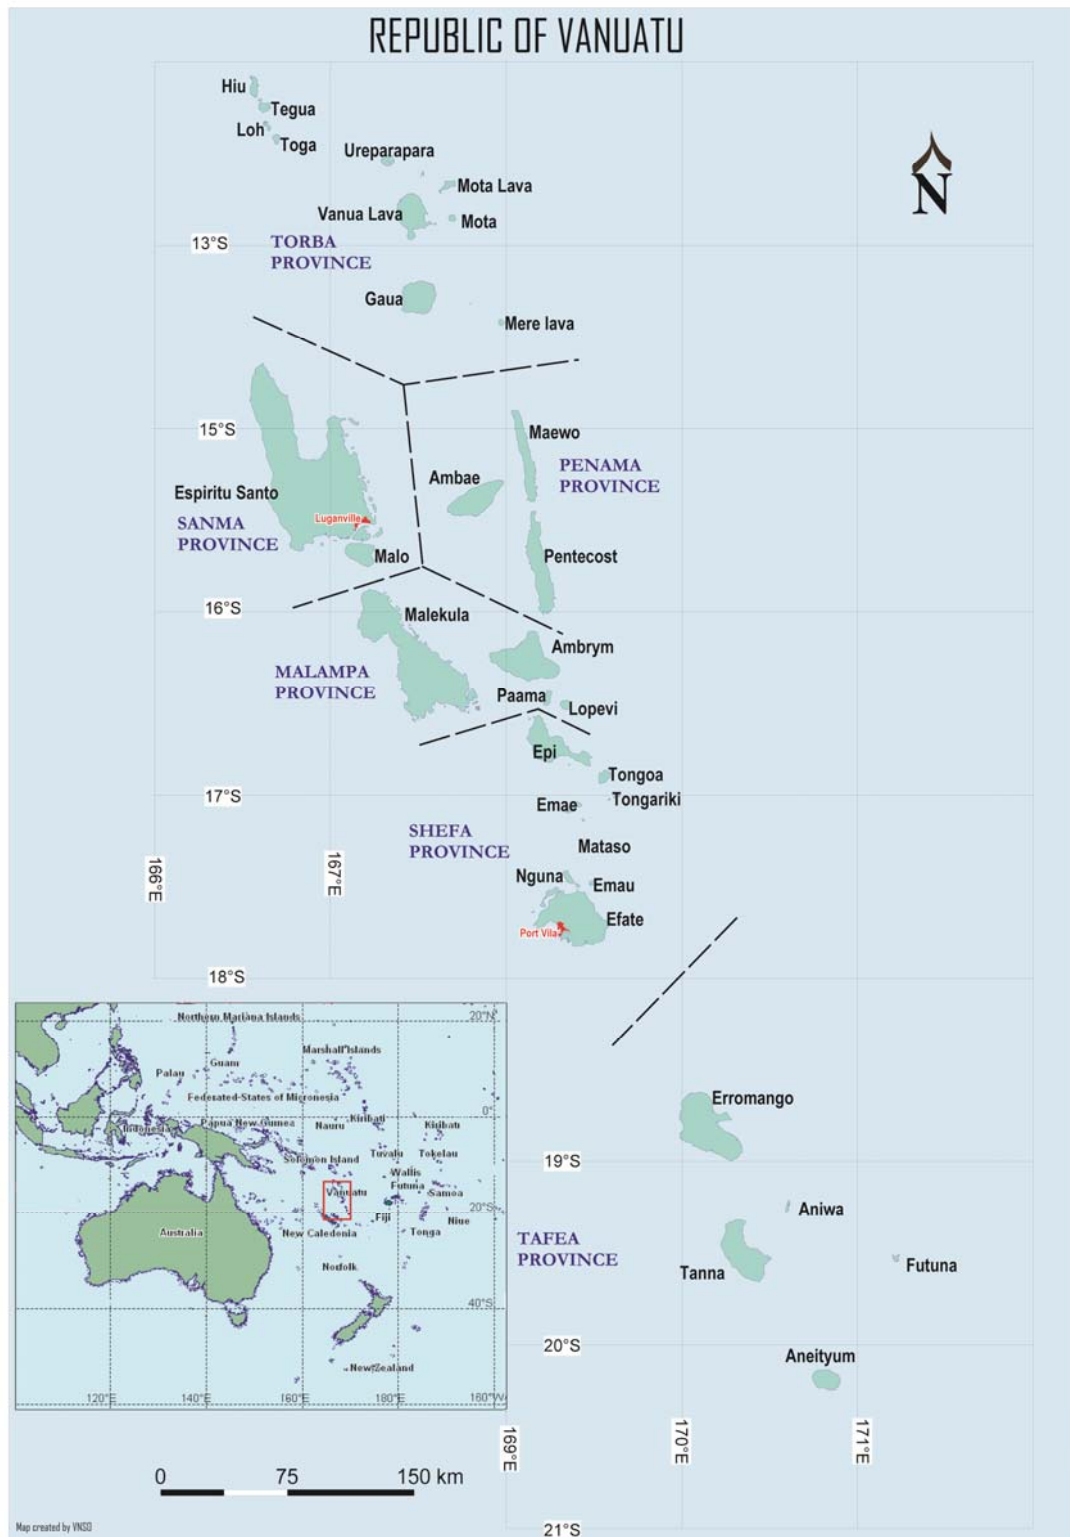 REPUBLIC OF VANUATU
Hiu
Tegua
Loh
Toga
Ureparapara
N
Mota Lava
Vanua Lava
Mota
13°S
TORBA
PROVINCE
Gaua
Mere lava
15°S
Maewo
Ambae
PENAMA
PROVINCE
Espiritu Santo
Luganville
SANMA
PROVINCE
Malo
Pentecost
16°S
Malekula
Ambrym
MALAMPA
PROVINCE
Paama
Lopevi
Epi
Tongoa
17°S
Emae
Tongariki
SHEFA
PROVINCE
Mataso
166°E
167°E
Nguna
Emau
Efate
Port Vila
18°S
Northern Mariana Islands
20°N
Marshall Islands
Guam
Palau
Federated States of Micronesia
0°
Indonesia
Papua New Guinea
Nauru
Kiribati
Kiribati
Solomon Island
Tuvalu
Tokelau
Wallis
Vanuatu
Futuna
Samoa
20°S
Australia
New Caledonia
Fiji
Tonga
Niue
Norfolk
40°S
New Zealand
120°E
140°E
160°E
180°E
160°W
Erromango
19°S
Aniwa
TAFEA
PROVINCE
Tanna
Futuna
20°S
Aneityum
169°E
170°E
171°E
0 75 150 km
21°S
Map created by VNSO